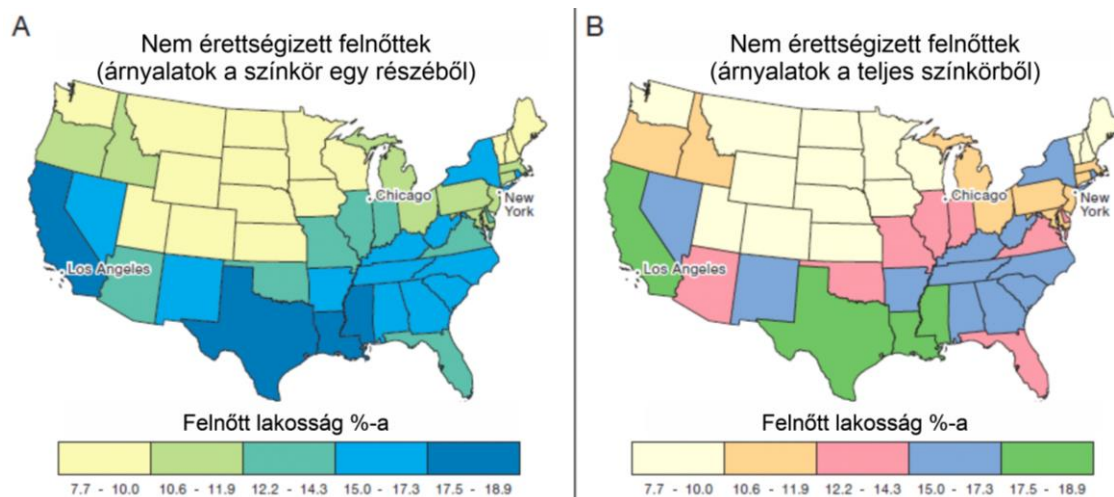 A
Nem érettségizett felnőttek
(árnyalatok a színkör egy részéből)
Chicago
New
York
Los Angeles
Felnőtt lakosság %-a
7.7 - 10.0 10.6 - 11.9 12.2 - 14.3 15.0 - 17.3 17.5 - 18.9
B
Nem érettségizett felnőttek
(árnyalatok a teljes színkörből)
Chicago
New
York
Los Angeles
Felnőtt lakosság %-a
7.7 - 10.0 10.6 - 11.9 12.2 - 14.3 15.0 - 17.3 17.5 - 18.9